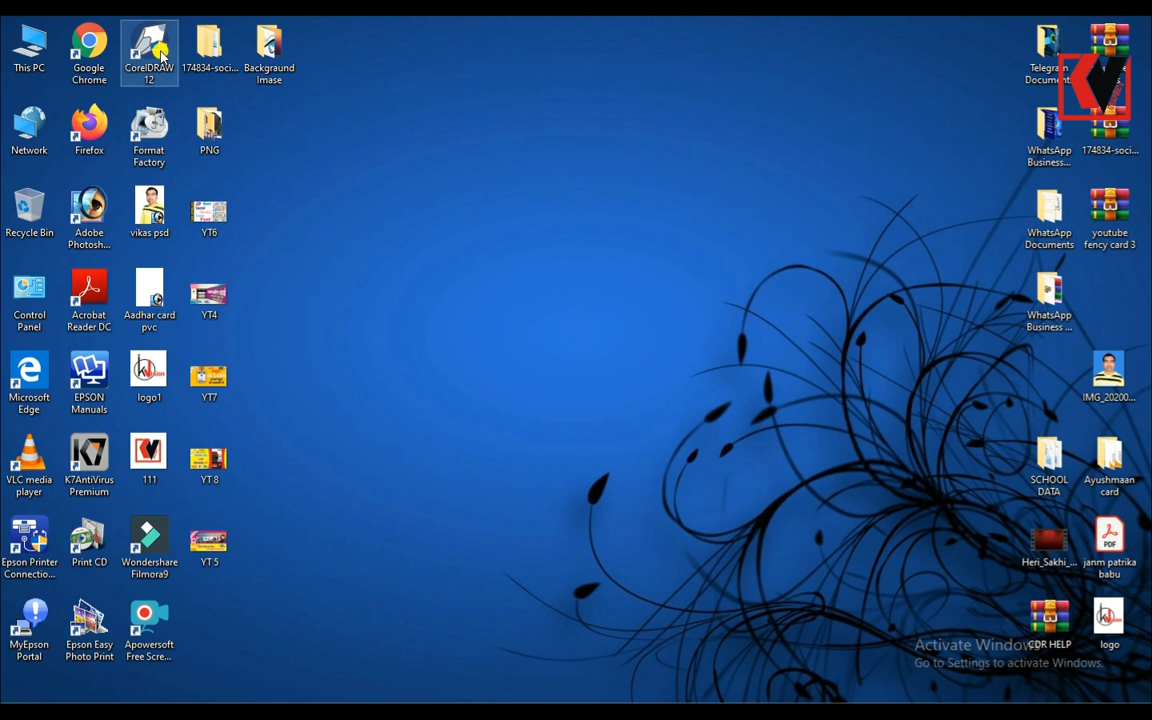 This PC
Google
Chrome
CorelDRAW
12
174834-soci...
Backgraund
Imase
Telegram
Network
Firefox
Format
Factory
PNG
WhatsApp
Business...
174834-soci...
Recycle Bin
Adobe
Photosh...
vikas psd
YT6
WhatsApp
Documents
youtube
fency card 3
Control
Panel
Acrobat
Reader DC
Aadhar card
pvc
YT4
WhatsApp
Business ...
Microsoft
Edge
EPSON
Manuals
logo1
YT7
IMG_20200...
VLC media
player
K7AntiVirus
Premium
111
YT 8
SCHOOL
DATA
Ayushmaan
card
Epson Printer
Connectio...
Print CD
Wondershare
Filmora9
YT 5
Heri_Sakhi_...
janm patrika
babu
MyEpson
Portal
Epson Easy
Photo Print
Apowersoft
Free Scre...
CDR HELP
logo
Activate Windows
Go to Settings to activate Windows.